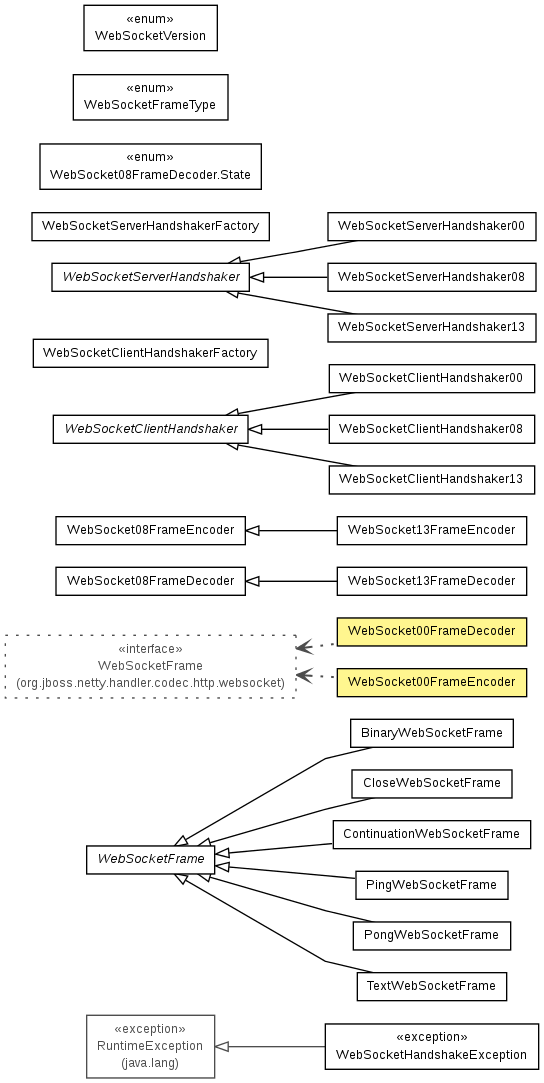 «enum»
WebSocketVersion
«enum»
WebSocketFrameType
«enum»
WebSocket08FrameDecoder.State
WebSocketServerHandshakerFactory
WebSocketServerHandshaker00
WebSocketServerHandshaker
WebSocketServerHandshaker08
WebSocketServerHandshaker13
WebSocketClientHandshakerFactory
WebSocketClientHandshaker00
WebSocketClientHandshaker
WebSocketClientHandshaker08
WebSocketClientHandshaker13
WebSocket08FrameEncoder
WebSocket13FrameEncoder
WebSocket08FrameDecoder
WebSocket13FrameDecoder
WebSocket00FrameDecoder
«interface»
WebSocketFrame
(org.jboss.netty.handler.codec.http.websocket)
WebSocket00FrameEncoder
BinaryWebSocketFrame
CloseWebSocketFrame
ContinuationWebSocketFrame
WebSocketFrame
PingWebSocketFrame
PongWebSocketFrame
TextWebSocketFrame
«exception»
RuntimeException
(java.lang)
«exception»
WebSocketHandshakeException